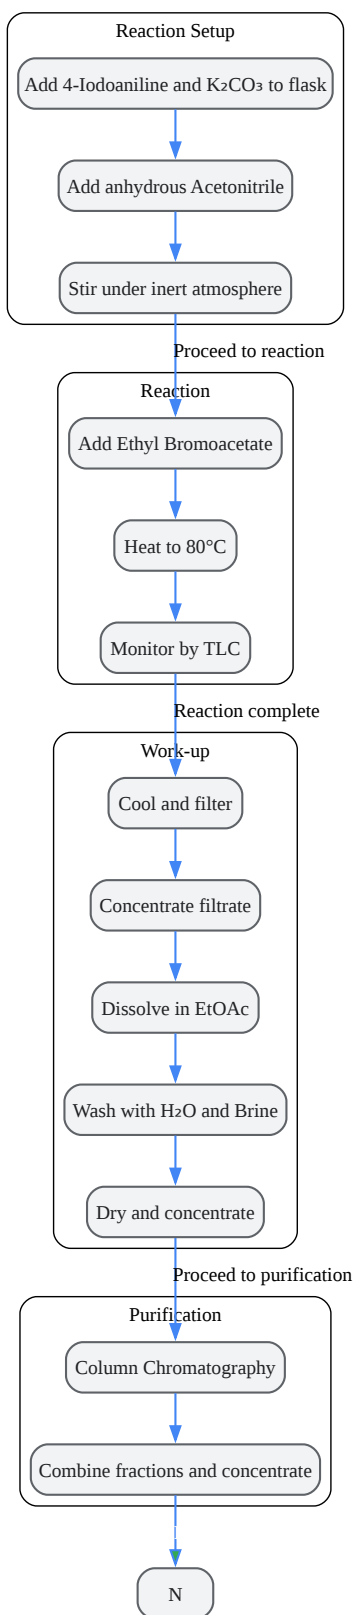 Reaction Setup
Add 4-Iodoaniline and K₂CO₃ to flask
Add anhydrous Acetonitrile
Stir under inert atmosphere
Proceed to reaction
Reaction
Add Ethyl Bromoacetate
Heat to 80°C
Monitor by TLC
Reaction complete
Work-up
Cool and filter
Concentrate filtrate
Dissolve in EtOAc
Wash with H₂O and Brine
Dry and concentrate
Proceed to purification
Purification
Column Chromatography
Combine fractions and concentrate
N